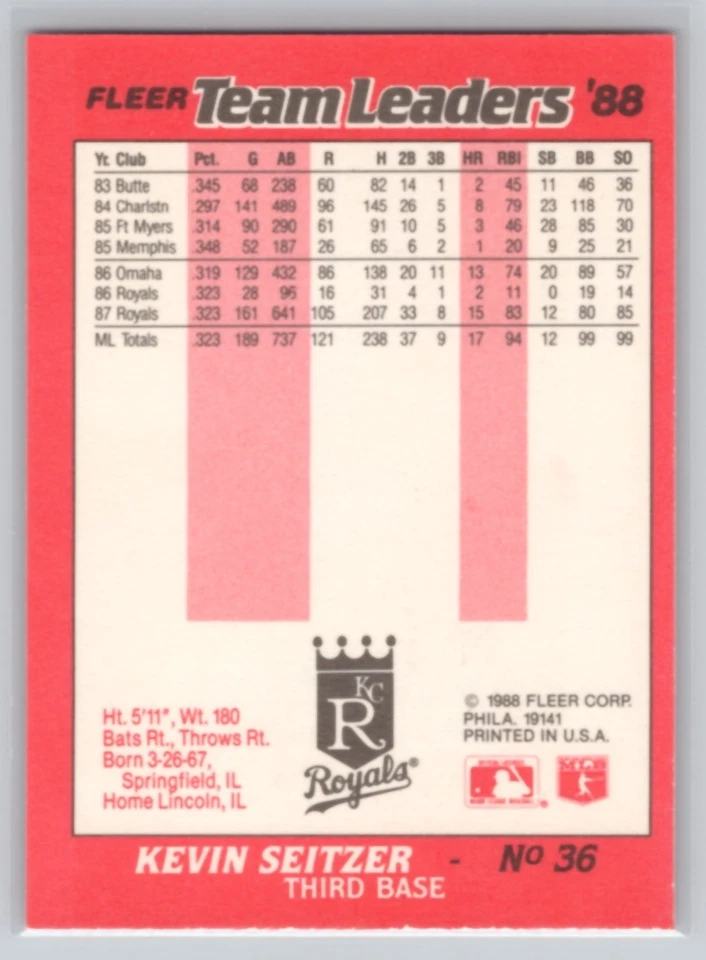 FLEER Team Leaders '88
Yr. Club Pct. G AB R H 2B 3B HR RBI SB BB SO
83 Butte .345 68 238 60 82 14 1 2 45 11 46 36
84 Charlstn .297 141 489 96 145 26 5 8 79 23 118 70
85 Ft Myers .314 90 290 61 91 10 5 3 46 28 85 30
85 Memphis .348 52 187 26 65 6 2 1 20 9 25 21
86 Omaha .319 129 432 86 138 20 11 13 74 20 89 57
86 Royals .323 28 96 16 31 4 1 2 11 0 19 14
87 Royals .323 161 641 105 207 33 8 15 83 12 80 85
ML Totals .323 189 737 121 238 37 9 17 94 12 99 99
KC
R
Royals®
Ht. 5'11", Wt. 180
Bats Rt., Throws Rt.
Born 3-26-67,
Springfield, IL
Home Lincoln, IL
© 1988 FLEER CORP.
PHILA. 19141
PRINTED IN U.S.A.
KEVIN SEITZER - Nº 36
THIRD BASE